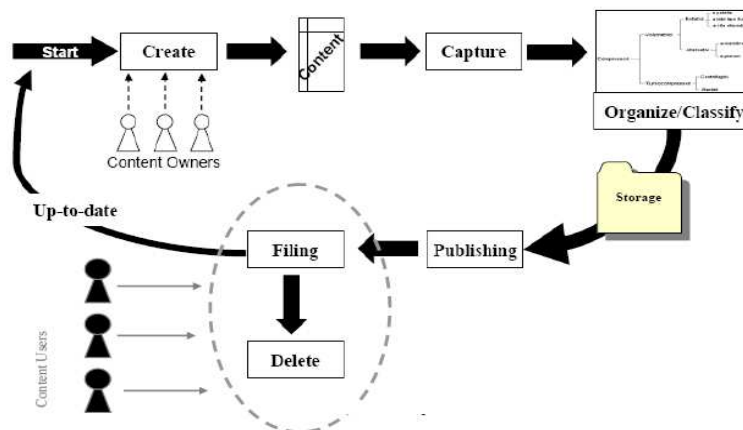 Start
Create
Content
Capture
Organize/Classify
Content Owners
Storage
Up-to-date
Filing
Publishing
Delete
Content Users